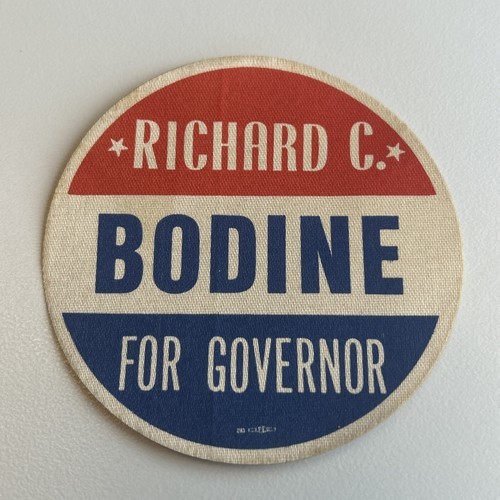 RICHARD C.
BODINE
FOR GOVERNOR